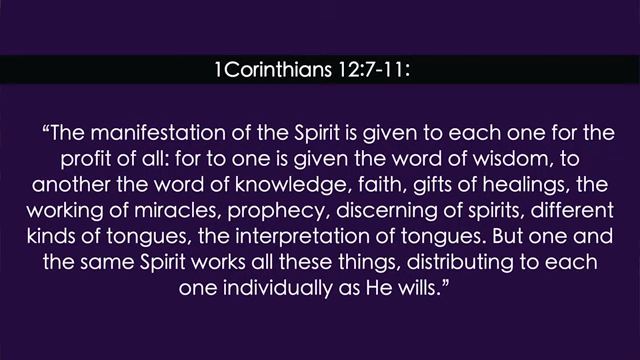 1Corinthians 12:7-11:
“The manifestation of the Spirit is given to each one for the
profit of all: for to one is given the word of wisdom, to
another the word of knowledge, faith, gifts of healings, the
working of miracles, prophecy, discerning of spirits, different
kinds of tongues, the interpretation of tongues. But one and
the same Spirit works all these things, distributing to each
one individually as He wills.”